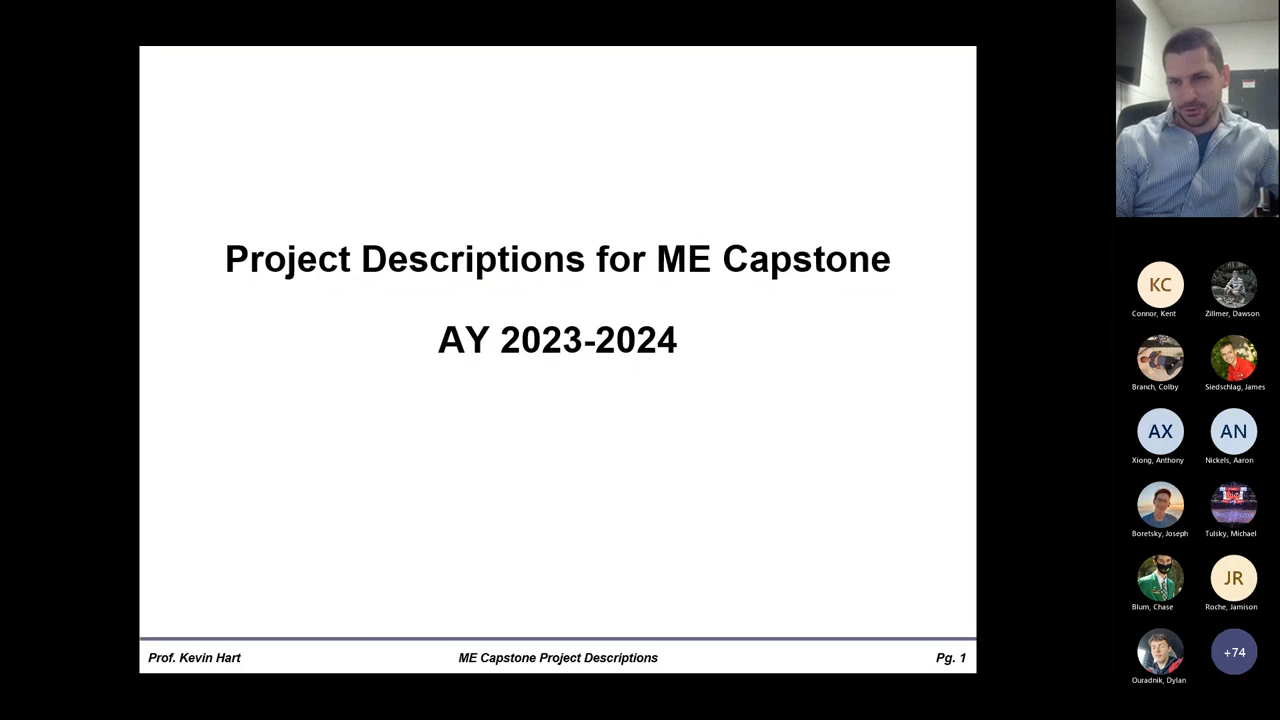 Project Descriptions for ME Capstone
AY 2023-2024
Prof. Kevin Hart
ME Capstone Project Descriptions
Pg. 1
KC
Connor, Kent
Zillmer, Dawson
Branch, Colby
Siedschlag, James
AX
AN
Xiong, Anthony
Nickels, Aaron
Boretsky, Joseph
Tulsky, Michael
JR
Blum, Chase
Roche, Jamison
+74
Ouradnik, Dylan